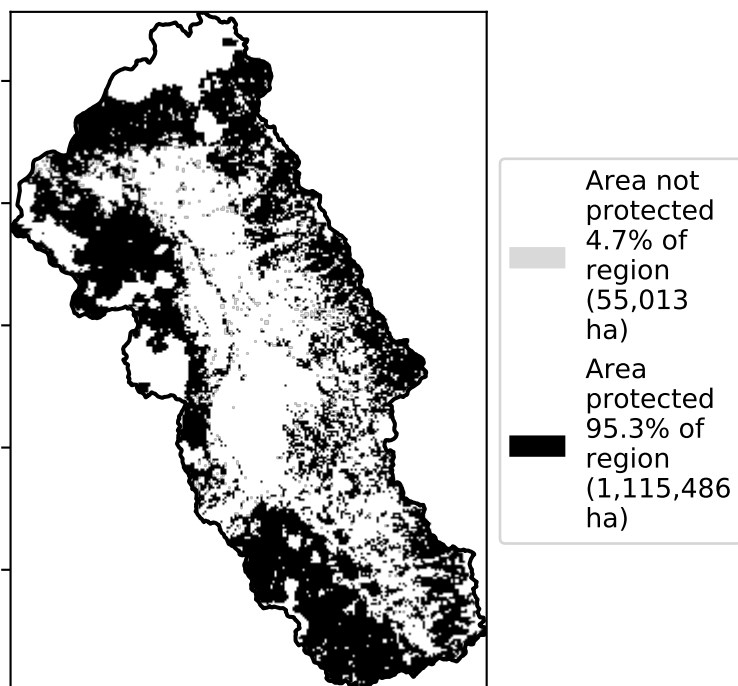 Area not
protected
4.7% of
region
(55,013
ha)
Area
protected
95.3% of
region
(1,115,486
ha)